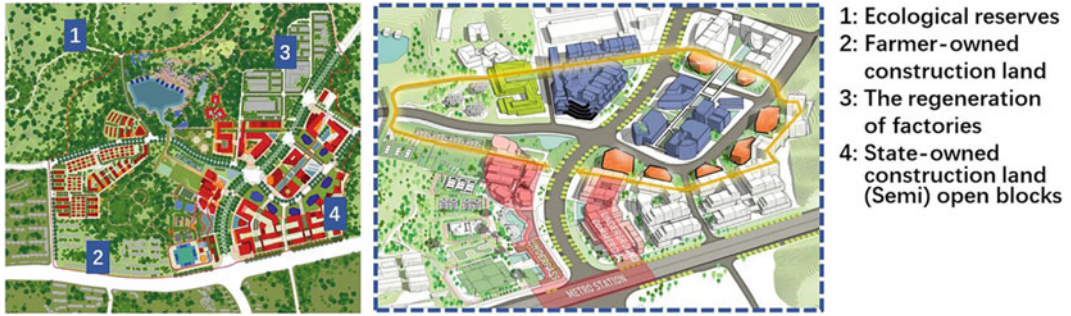 1
3
4
2
UNDERPASS
METRO STATION
1: Ecological reserves
2: Farmer-owned
construction land
3: The regeneration
of factories
4: State-owned
construction land
(Semi) open blocks